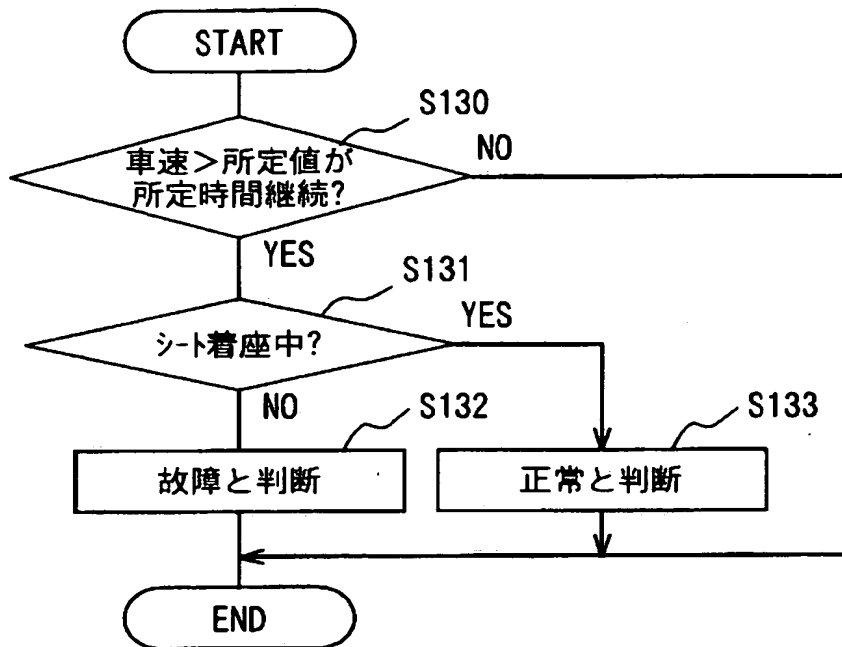 START
S130
車速>所定値が
所定時間継続?
NO
YES
S131
シート着座中?
YES
NO
S132
S133
故障と判断
正常と判断
END